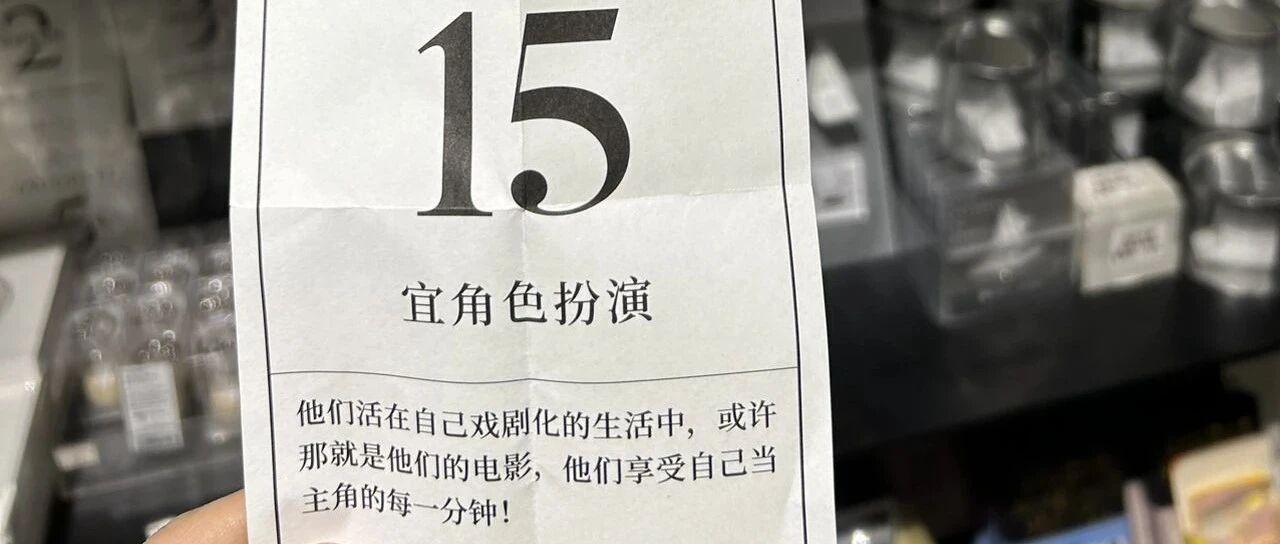 15
宜角色扮演
他们活在自己戏剧化的生活中，或许
那就是他们的电影，他们享受自己当
主角的每一分钟！